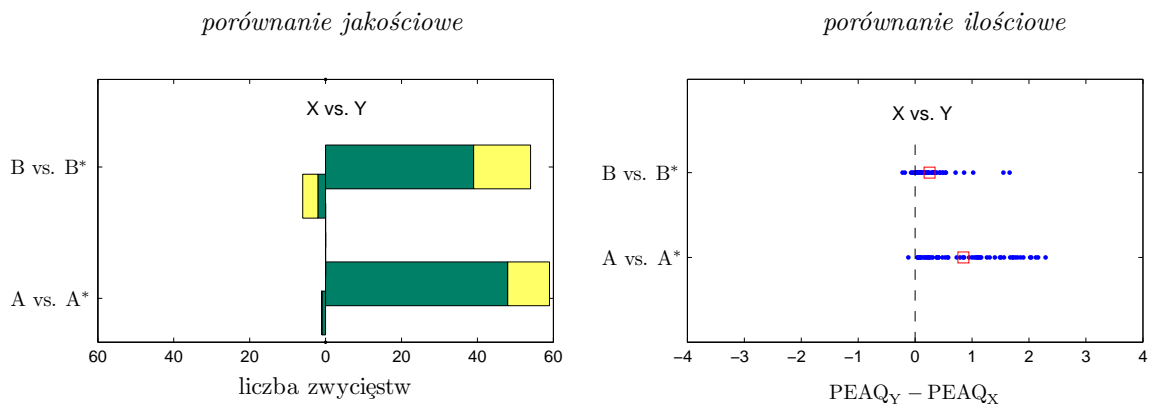 porównanie jakościowe
X vs. Y
B vs. B*
A vs. A*
60 40 20 0 20 40 60
liczba zwycięstw
porównanie ilościowe
X vs. Y
B vs. B*
A vs. A*
−4 −3 −2 −1 0 1 2 3 4
PEAQY − PEAQX